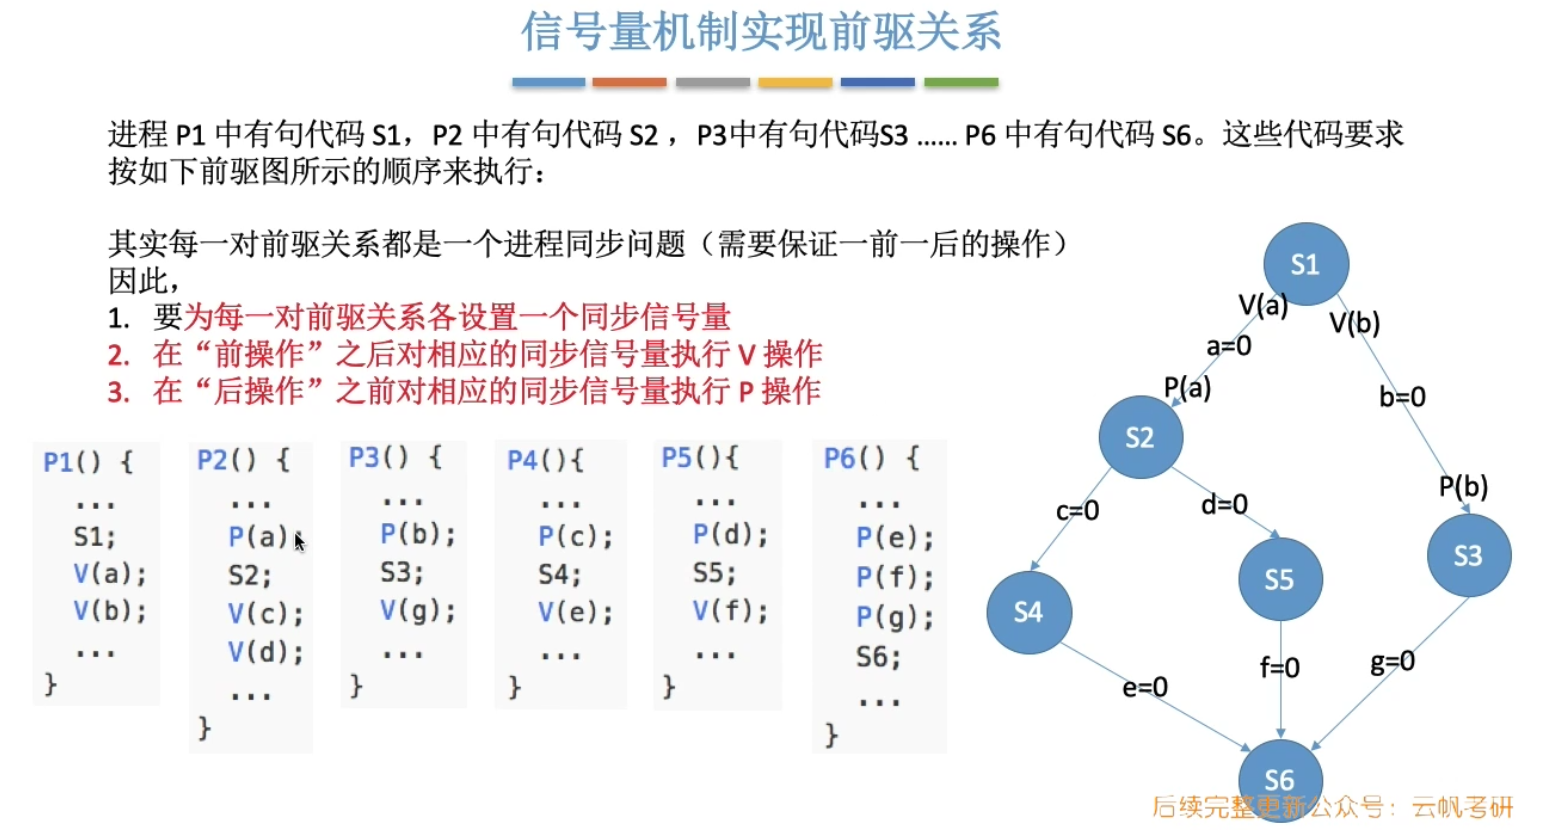 信号量机制实现前驱关系
进程 P1 中有句代码 S1，P2 中有句代码 S2 ，P3中有句代码S3 …… P6 中有句代码 S6。这些代码要求
按如下前驱图所示的顺序来执行：
其实每一对前驱关系都是一个进程同步问题（需要保证一前一后的操作）
因此，
1. 要为每一对前驱关系各设置一个同步信号量
2. 在“前操作”之后对相应的同步信号量执行 V 操作
3. 在“后操作”之前对相应的同步信号量执行 P 操作
P1() {
...
S1;
V(a);
V(b);
...
}
P2() {
...
P(a);
S2;
V(c);
V(d);
...
}
P3() {
...
P(b);
S3;
V(g);
...
}
P4(){
...
P(c);
S4;
V(e);
...
}
P5(){
...
P(d);
S5;
V(f);
...
}
P6() {
...
P(e);
P(f);
P(g);
S6;
...
}
S1
V(a)
V(b)
a=0
P(a)
b=0
S2
P(b)
c=0
d=0
S3
S5
S4
f=0
g=0
e=0
S6
后续完整更新公众号：云帆考研